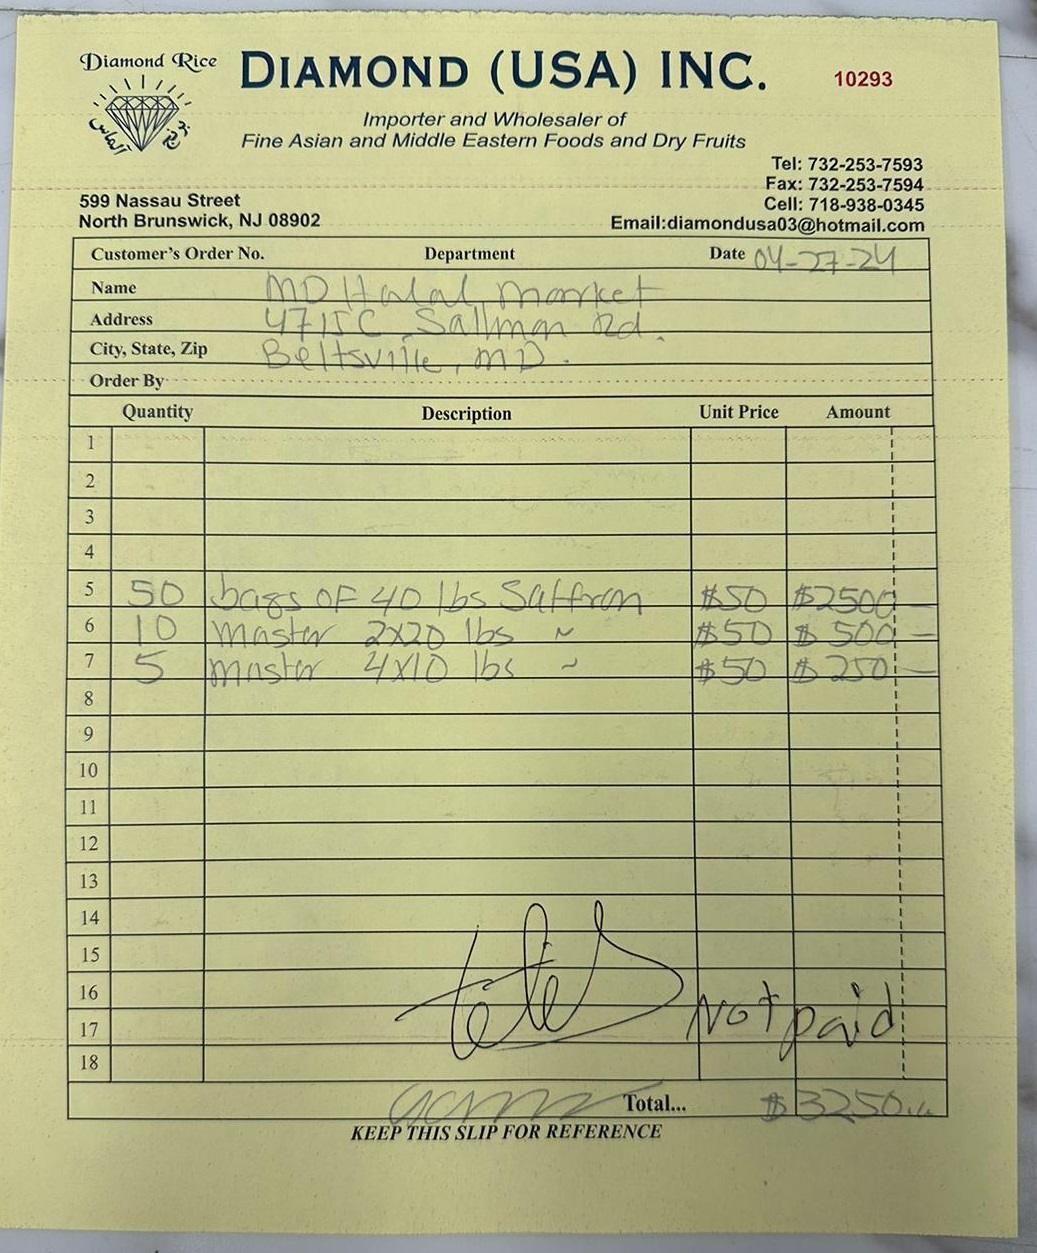 Diamond Rice
DIAMOND (USA) INC.
10293
Importer and Wholesaler of
Fine Asian and Middle Eastern Foods and Dry Fruits
الماس
Tel: 732-253-7593
Fax: 732-253-7594
599 Nassau Street
Cell: 718-938-0345
North Brunswick, NJ 08902
Email:diamondusa03@hotmail.com
Customer's Order No. Department Date 04-27-24
Name MD Halal Market
Address 4715C Sallman Rd.
City, State, Zip Beltsville, MD.
Order By
Quantity Description Unit Price Amount
1
2
3
4
5 50 bags OF 40 lbs Saffron $50 $2500 —
6 10 Master 2x20 lbs ~ $50 $500 —
7 5 Master 4x10 lbs ~ $50 $250 —
8
9
10
11
12
13
14
15
16 Not paid
17
18
Total... $3250
KEEP THIS SLIP FOR REFERENCE